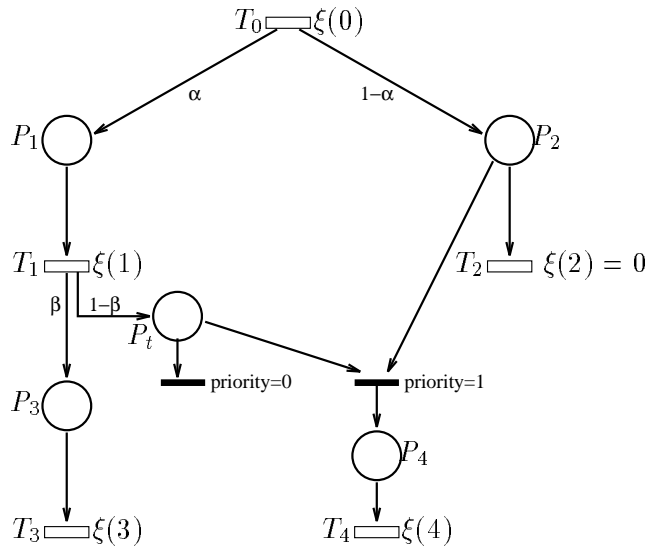 T₀ ξ(0)
α 1−α
P₁ P₂
T₁ ξ(1) T₂ ξ(2) = 0
β 1−β
Pₜ
priority=0 priority=1
P₃
P₄
T₃ ξ(3) T₄ ξ(4)